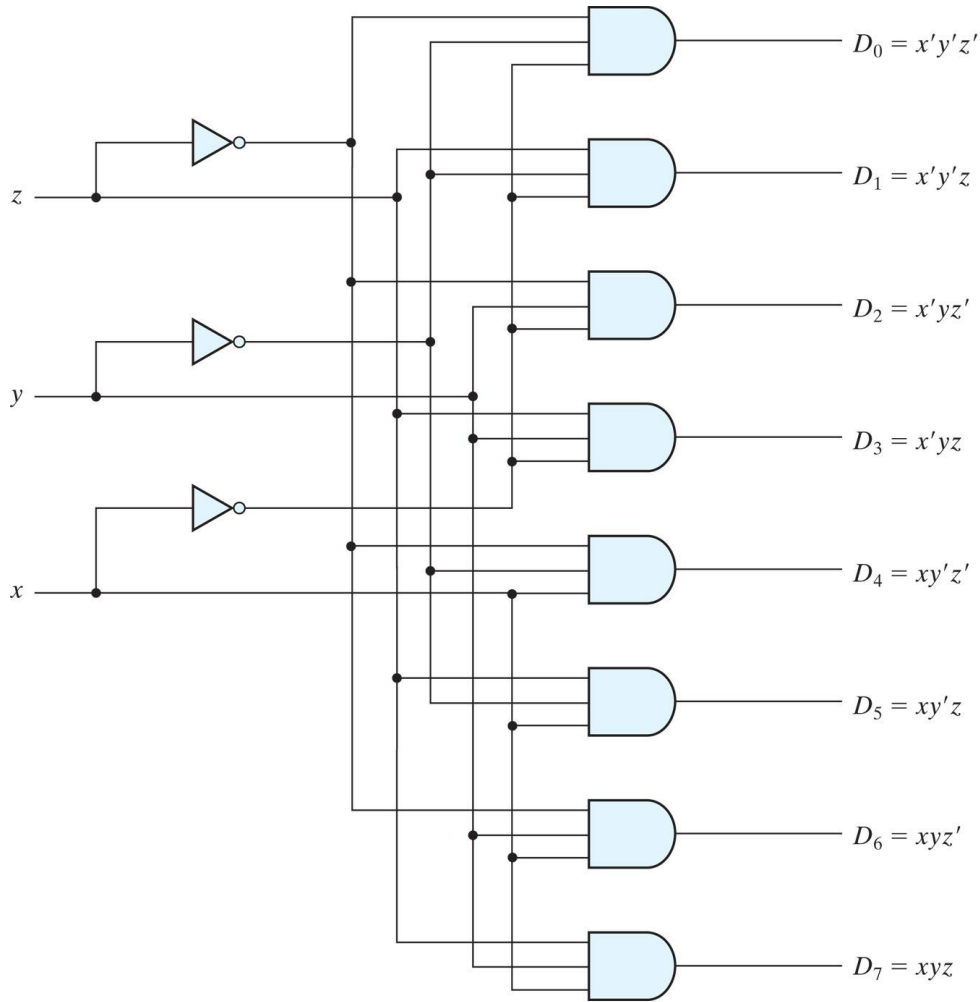 D₀ = x'y'z'
z
D₁ = x'y'z
D₂ = x'yz'
y
D₃ = x'yz
x
D₄ = xy'z'
D₅ = xy'z
D₆ = xyz'
D₇ = xyz